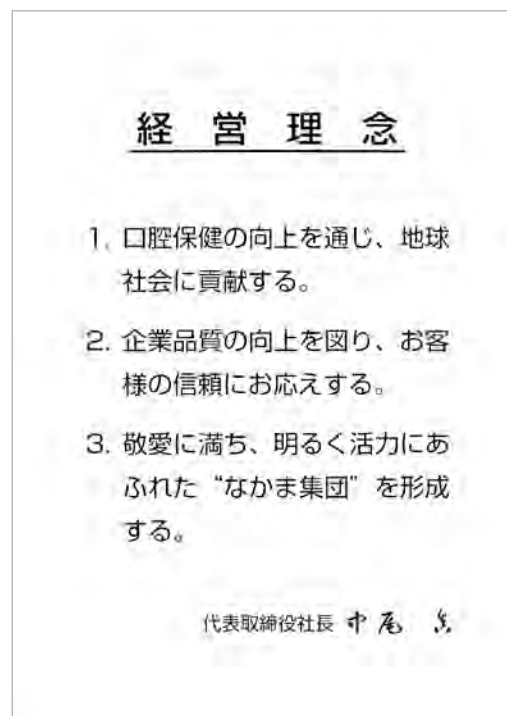 経営理念
1. 口腔保健の向上を通じ、地球
社会に貢献する。
2. 企業品質の向上を図り、お客
様の信頼にお応えする。
3. 敬愛に満ち、明るく活力にあ
ふれた“なかま集団”を形成
する。
代表取締役社長 中尾